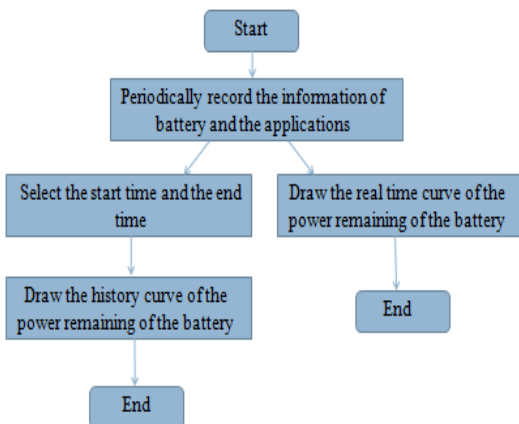 Start
Periodically record the information of
battery and the applications
Select the start time and the end
time
Draw the real time curve of the
power remaining of the battery
Draw the history curve of the
power remaining of the battery
End
End